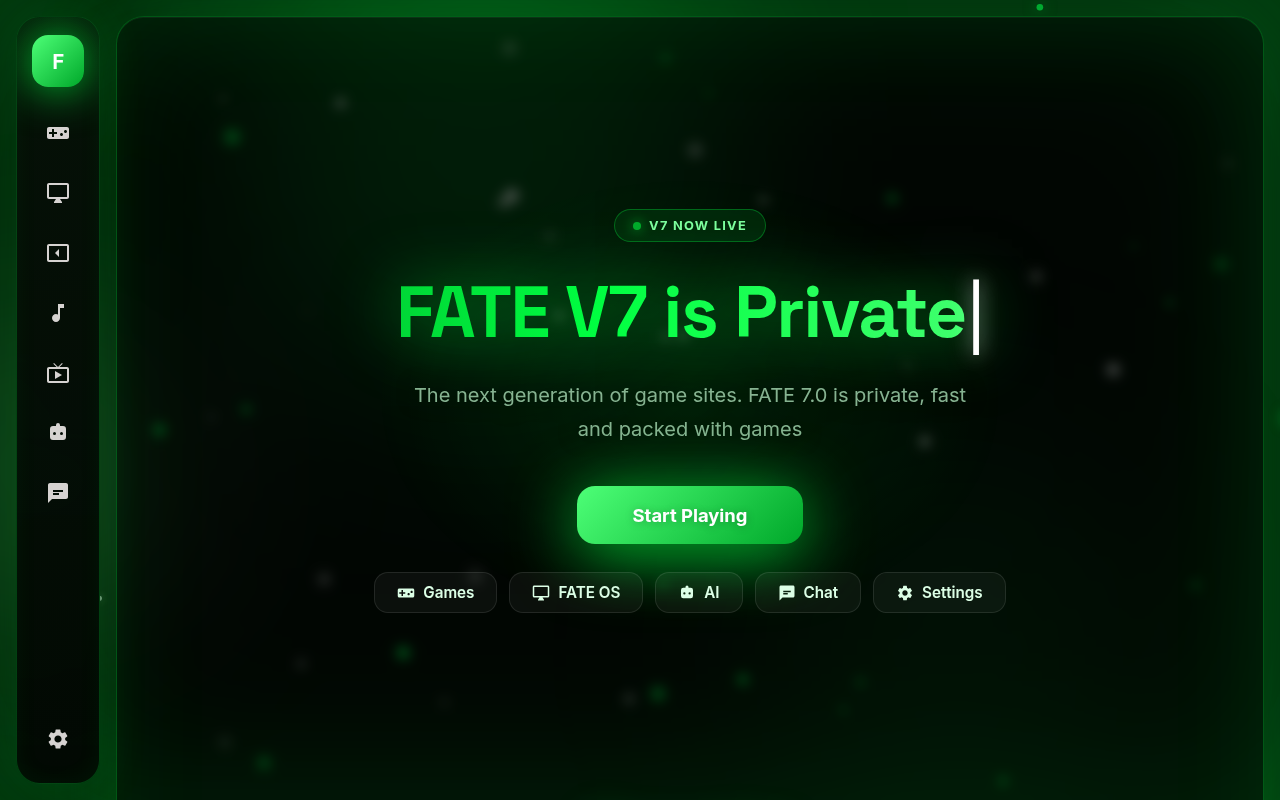 F
V7 NOW LIVE
FATE V7 is Private
The next generation of game sites. FATE 7.0 is private, fast
and packed with games
Start Playing
Games
FATE OS
AI
Chat
Settings